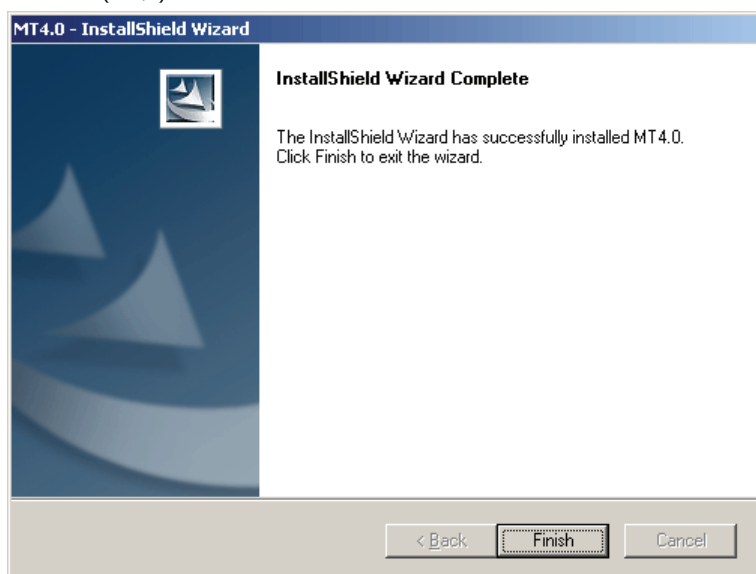 MT4.0 - InstallShield Wizard
InstallShield Wizard Complete
The InstallShield Wizard has successfully installed MT4.0.
Click Finish to exit the wizard.
< Back
Finish
Cancel